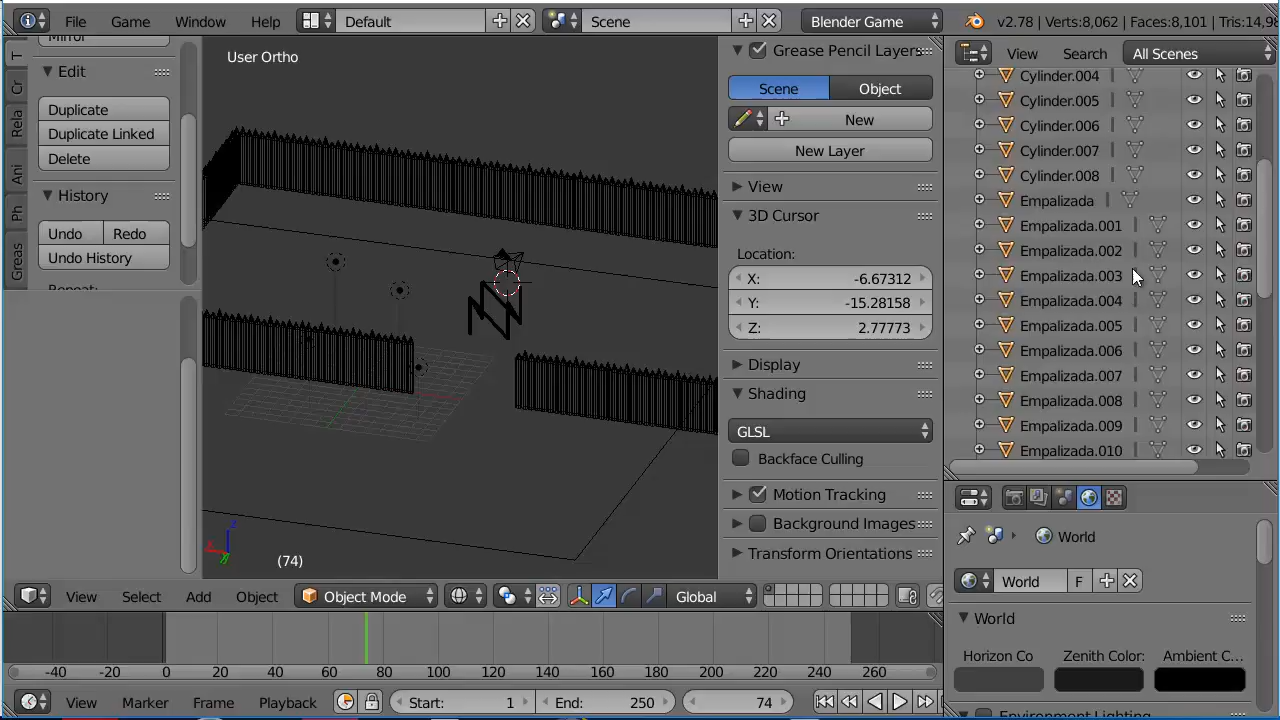 File Game Window Help Default Scene Blender Game v2.78 | Verts:8,062 | Faces:8,101 | Tris:14,9
T
Cr
Rela
Ani
Ph
Greas
Edit
Duplicate
Duplicate Linked
Delete
History
Undo Redo
Undo History
User Ortho
(74)
Grease Pencil Layers
Scene Object
New
New Layer
View
3D Cursor
Location:
X: -6.67312
Y: -15.28158
Z: 2.77773
Display
Shading
GLSL
Backface Culling
Motion Tracking
Background Images
Transform Orientations
View Search All Scenes
Cylinder.004
Cylinder.005
Cylinder.006
Cylinder.007
Cylinder.008
Empalizada
Empalizada.001
Empalizada.002
Empalizada.003
Empalizada.004
Empalizada.005
Empalizada.006
Empalizada.007
Empalizada.008
Empalizada.009
Empalizada.010
World
World F
World
Horizon Co Zenith Color: Ambient C...
Environment Lighting
View Select Add Object Object Mode Global
-40 -20 0 20 40 60 80 100 120 140 160 180 200 220 240 260
View Marker Frame Playback Start: 1 End: 250 74